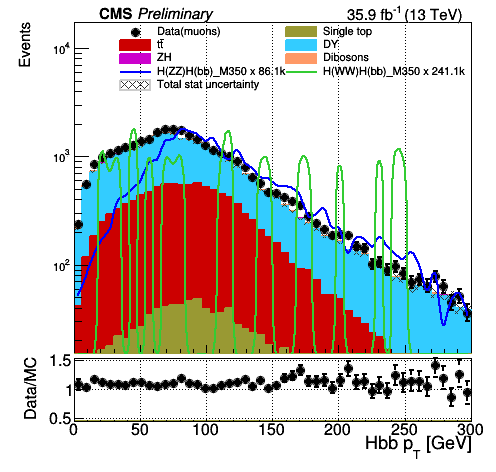 CMS Preliminary 35.9 fb⁻¹ (13 TeV)
Data(muons) Single top
tt̄ DY
ZH Dibosons
H(ZZ)H(bb)_M350 x 86.1k H(WW)H(bb)_M350 x 241.1k
Total stat uncertainty
Events
10⁴
10³
10²
Data/MC
1.5
1.0
0.5
0 50 100 150 200 250 300
Hbb p_T [GeV]